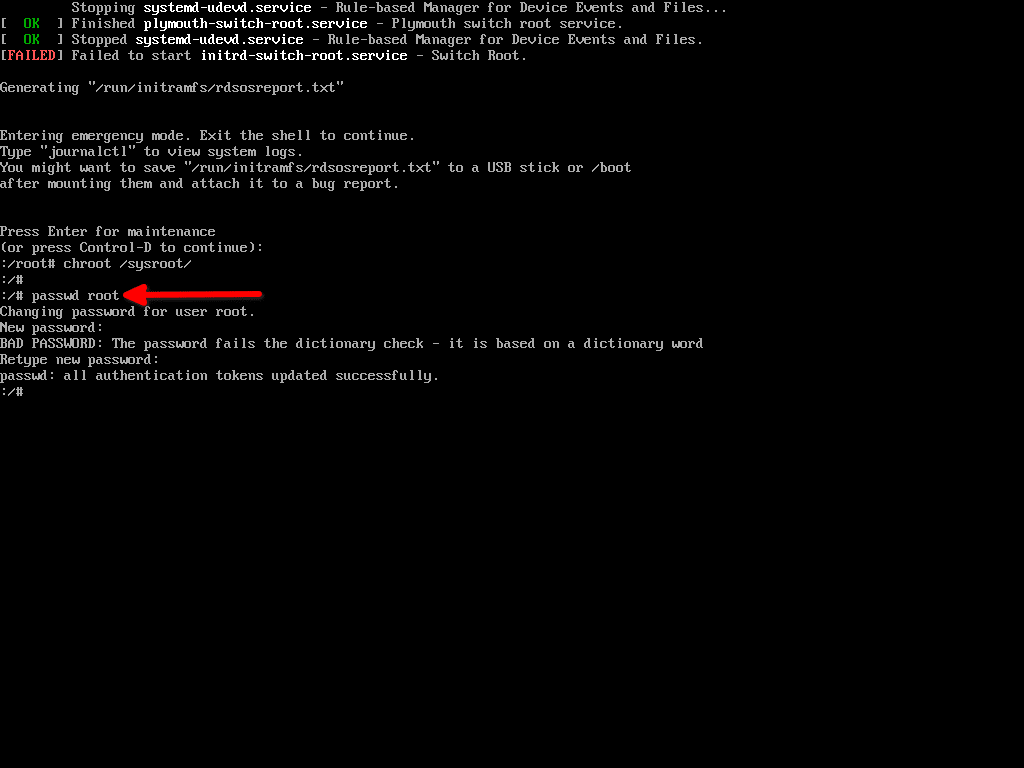 Stopping systemd-udevd.service - Rule-based Manager for Device Events and Files...
[  OK  ] Finished plymouth-switch-root.service - Plymouth switch root service.
[  OK  ] Stopped systemd-udevd.service - Rule-based Manager for Device Events and Files.
[FAILED] Failed to start initrd-switch-root.service - Switch Root.
Generating "/run/initramfs/rdsosreport.txt"
Entering emergency mode. Exit the shell to continue.
Type "journalctl" to view system logs.
You might want to save "/run/initramfs/rdsosreport.txt" to a USB stick or /boot
after mounting them and attach it to a bug report.
Press Enter for maintenance
(or press Control-D to continue):
:/root# chroot /sysroot/
:/#
:/# passwd root
Changing password for user root.
New password:
BAD PASSWORD: The password fails the dictionary check - it is based on a dictionary word
Retype new password:
passwd: all authentication tokens updated successfully.
:/#